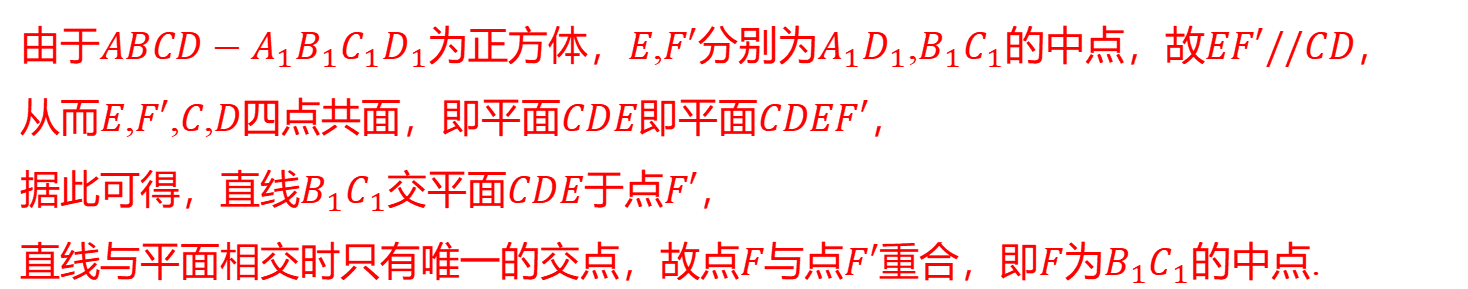 由于ABCD − A₁B₁C₁D₁为正方体，E,F′分别为A₁D₁,B₁C₁的中点，故EF′//CD，
从而E,F′,C,D四点共面，即平面CDE即平面CDEF′，
据此可得，直线B₁C₁交平面CDE于点F′，
直线与平面相交时只有唯一的交点，故点F与点F′重合，即F为B₁C₁的中点.